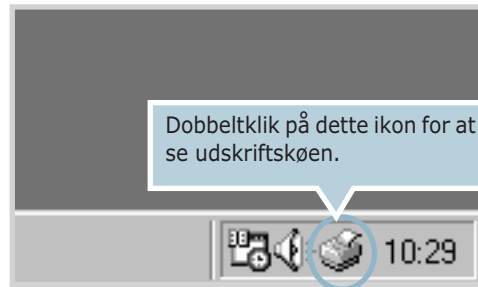 Dobbeltklik på dette ikon for at
se udskriftskøen.
10:29